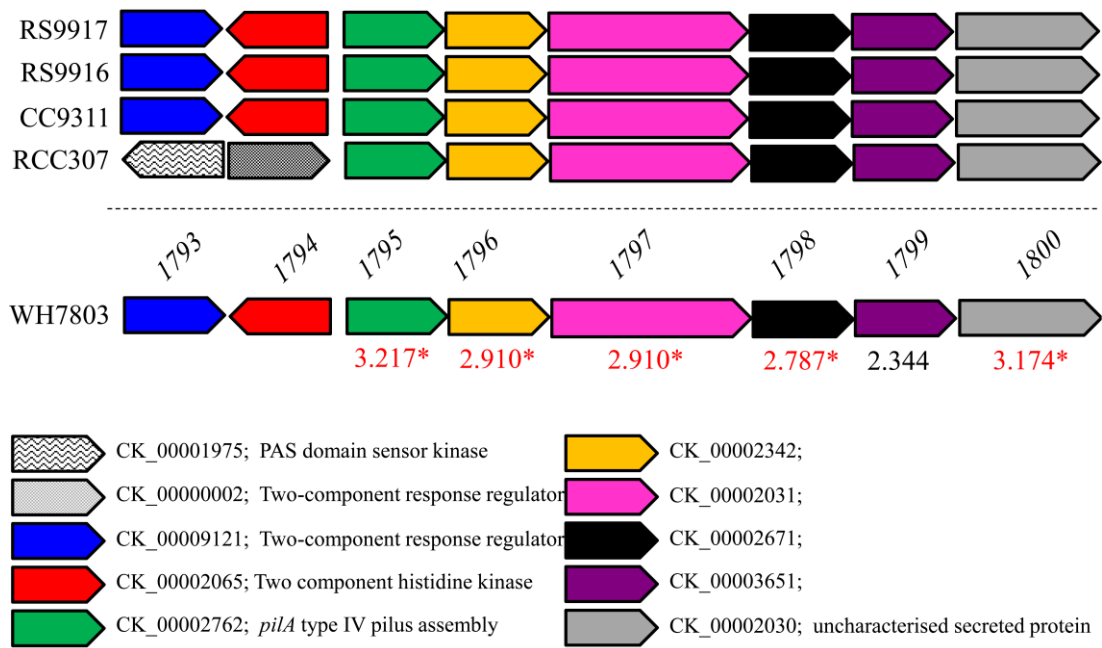 RS9917
RS9916
CC9311
RCC307
1793 1794 1795 1796 1797 1798 1799 1800
WH7803
3.217* 2.910* 2.910* 2.787* 2.344 3.174*
CK_00001975; PAS domain sensor kinase
CK_00000002; Two-component response regulator
CK_00009121; Two-component response regulator
CK_00002065; Two component histidine kinase
CK_00002762; pilA type IV pilus assembly
CK_00002342;
CK_00002031;
CK_00002671;
CK_00003651;
CK_00002030; uncharacterised secreted protein